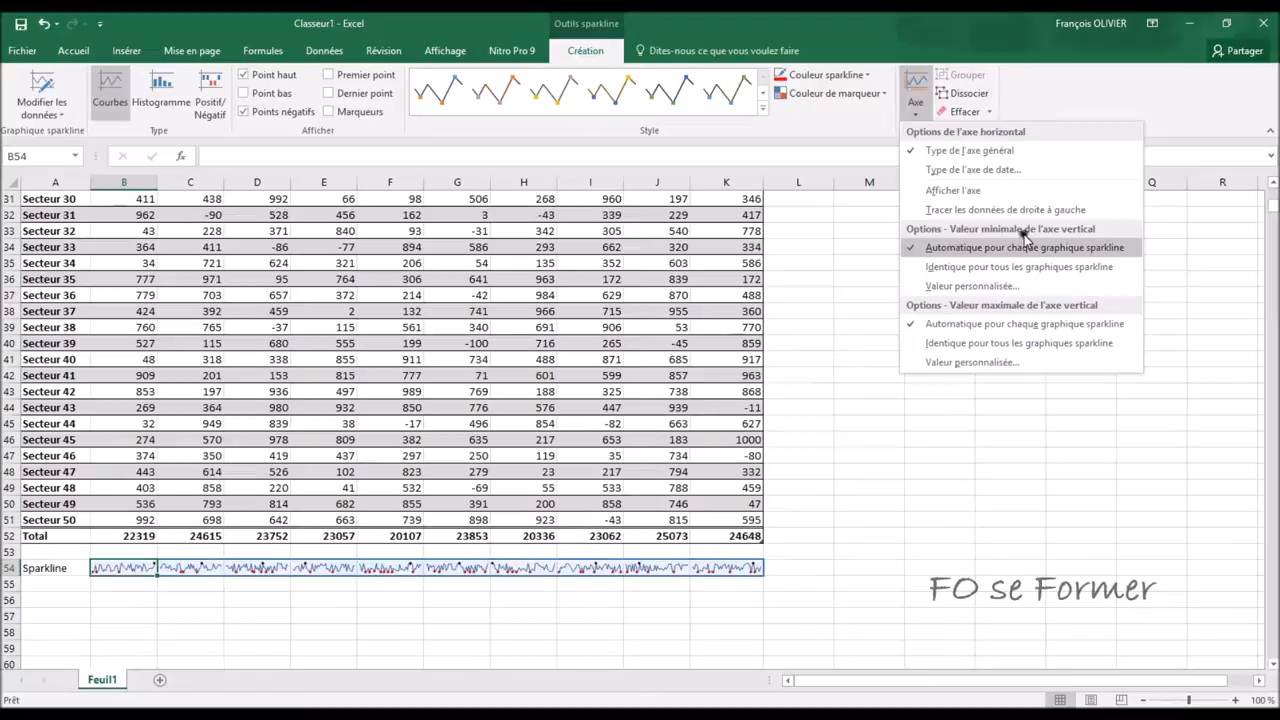 Classeur1 - Excel
Outils sparkline
François OLIVIER
Fichier Accueil Insérer Mise en page Formules Données Révision Affichage Nitro Pro 9 Création Dites-nous ce que vous voulez faire Partager
Modifier les données
Graphique sparkline
Courbes Histogramme Positif/Négatif
Type
Point haut Premier point
Point bas Dernier point
Points négatifs Marqueurs
Afficher
Style
Couleur sparkline
Couleur de marqueur
Axe
Grouper
Dissocier
Effacer
Options de l'axe horizontal
Type de l'axe général
Type de l'axe de date...
Afficher l'axe
Tracer les données de droite à gauche
Options - Valeur minimale de l'axe vertical
Automatique pour chaque graphique sparkline
Identique pour tous les graphiques sparkline
Valeur personnalisée...
Options - Valeur maximale de l'axe vertical
Automatique pour chaque graphique sparkline
Identique pour tous les graphiques sparkline
Valeur personnalisée...
B54 fx
A B C D E F G H I J K L M Q R
31 Secteur 30 411 438 992 66 98 506 268 960 197 346
32 Secteur 31 962 -90 528 456 162 3 -43 339 229 417
33 Secteur 32 43 228 371 840 93 -31 342 305 540 778
34 Secteur 33 364 411 -86 -77 894 586 293 662 320 334
35 Secteur 34 34 721 624 321 206 54 135 352 603 586
36 Secteur 35 777 971 95 764 306 641 963 172 839 172
37 Secteur 36 779 703 657 372 214 -42 984 629 870 488
38 Secteur 37 424 392 459 2 132 741 966 715 955 360
39 Secteur 38 760 765 -37 115 561 340 691 906 53 770
40 Secteur 39 527 115 680 555 199 -100 716 265 -45 859
41 Secteur 40 48 318 338 855 911 734 488 871 685 917
42 Secteur 41 909 201 153 815 777 71 601 599 857 963
43 Secteur 42 853 197 936 497 989 769 188 325 738 868
44 Secteur 43 269 364 980 932 850 776 576 447 939 -11
45 Secteur 44 32 949 839 38 -17 496 854 -82 663 627
46 Secteur 45 274 570 978 809 382 635 217 653 183 1000
47 Secteur 46 374 350 419 437 297 250 119 35 734 -80
48 Secteur 47 443 614 526 102 823 279 23 217 794 332
49 Secteur 48 403 858 220 41 532 -69 55 533 788 459
50 Secteur 49 536 793 814 682 855 391 200 858 746 47
51 Secteur 50 992 698 642 663 739 898 923 -43 815 595
52 Total 22319 24615 23752 23057 20107 23853 20336 23062 25073 24648
53
54 Sparkline
55
56
57
58
59
60
FO se Former
Feuil1
Prêt
100 %